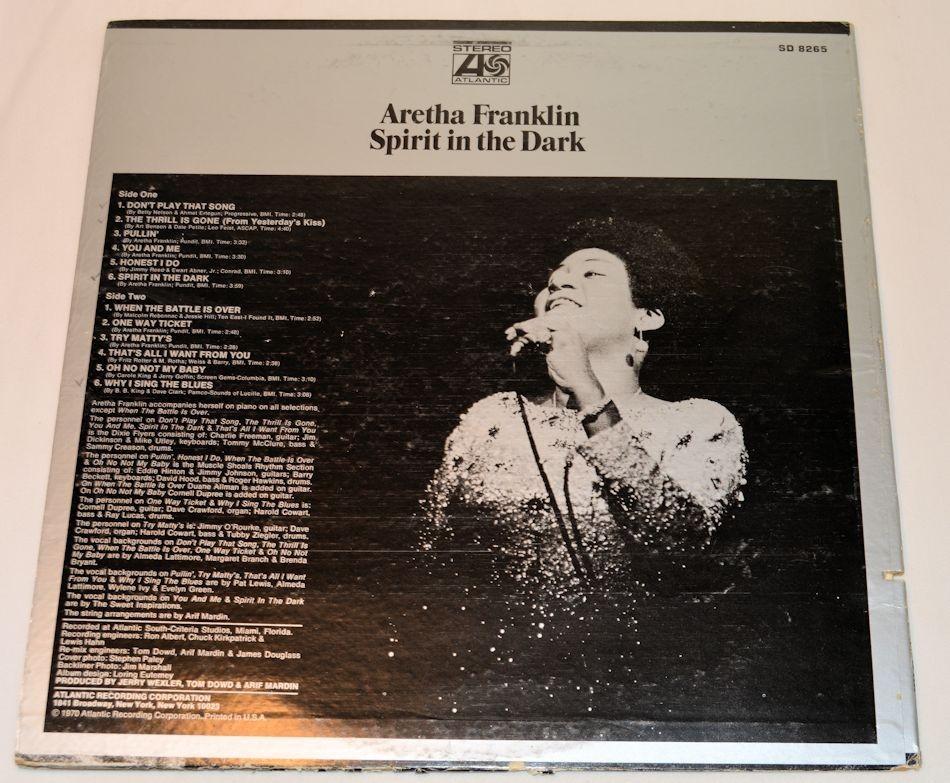 STEREO
ATLANTIC
SD 8265
Aretha Franklin
Spirit in the Dark
Side One
1. DON'T PLAY THAT SONG
(By Betty Nelson & Ahmet Ertegun; Progressive, BMI. Time: 2:48)
2. THE THRILL IS GONE (From Yesterday's Kiss)
(By Art Benson & Dale Petite; Leo Feist, ASCAP. Time: 4:40)
3. PULLIN'
(By Aretha Franklin; Pundit, BMI. Time: 3:32)
4. YOU AND ME
(By Aretha Franklin; Pundit, BMI. Time: 3:30)
5. HONEST I DO
(By Jimmy Reed & Ewart Abner, Jr.; Conrad, BMI. Time: 3:10)
6. SPIRIT IN THE DARK
(By Aretha Franklin; Pundit, BMI. Time: 3:59)
Side Two
1. WHEN THE BATTLE IS OVER
(By Malcolm Rebennac & Jessie Hill; Ten East-I Found It, BMI. Time: 2:52)
2. ONE WAY TICKET
(By Aretha Franklin; Pundit, BMI. Time: 2:48)
3. TRY MATTY'S
(By Aretha Franklin; Pundit, BMI. Time: 2:38)
4. THAT'S ALL I WANT FROM YOU
(By Fritz Rotter & M. Rotha; Weiss & Barry, BMI. Time: 2:38)
5. OH NO NOT MY BABY
(By Carole King & Jerry Goffin; Screen Gems-Columbia, BMI. Time: 3:10)
6. WHY I SING THE BLUES
(By B. B. King & Dave Clark; Pamco-Sounds of Lucille, BMI. Time: 3:08)
Aretha Franklin accompanies herself on piano on all selections
except When The Battle Is Over.
The personnel on Don't Play That Song, The Thrill Is Gone,
You And Me, Spirit In The Dark & That's All I Want From You
is the Dixie Flyers consisting of: Charlie Freeman, guitar; Jim
Dickinson & Mike Utley, keyboards; Tommy McClure, bass &
Sammy Creason, drums.
The personnel on Pullin', Honest I Do, When The Battle Is Over
& Oh No Not My Baby is the Muscle Shoals Rhythm Section
consisting of: Eddie Hinton & Jimmy Johnson, guitars; Barry
Beckett, keyboards; David Hood, bass & Roger Hawkins, drums.
On When The Battle Is Over Duane Allman is added on guitar.
On Oh No Not My Baby Cornell Dupree is added on guitar.
The personnel on One Way Ticket & Why I Sing The Blues is:
Cornell Dupree, guitar; Dave Crawford, organ; Harold Cowart,
bass & Ray Lucas, drums.
The personnel on Try Matty's is: Jimmy O'Rourke, guitar; Dave
Crawford, organ; Harold Cowart, bass & Tubby Ziegler, drums.
The vocal backgrounds on Don't Play That Song, The Thrill Is
Gone, When The Battle Is Over, One Way Ticket & Oh No Not
My Baby are by Almeda Lattimore, Margaret Branch & Brenda
Bryant.
The vocal backgrounds on Pullin', Try Matty's, That's All I Want
From You & Why I Sing The Blues are by Pat Lewis, Almeda
Lattimore, Wylene Ivy & Evelyn Green.
The vocal backgrounds on You And Me & Spirit In The Dark
are by The Sweet Inspirations.
The string arrangements are by Arif Mardin.
Recorded at Atlantic South-Criteria Studios, Miami, Florida.
Recording engineers: Ron Albert, Chuck Kirkpatrick &
Lewis Hahn
Re-mix engineers: Tom Dowd, Arif Mardin & James Douglass
Cover photo: Stephen Paley
Backliner Photo: Jim Marshall
Album design: Loring Eutemey
PRODUCED BY JERRY WEXLER, TOM DOWD & ARIF MARDIN
ATLANTIC RECORDING CORPORATION
1841 Broadway, New York, New York 10023
© 1970 Atlantic Recording Corporation. Printed in U.S.A.